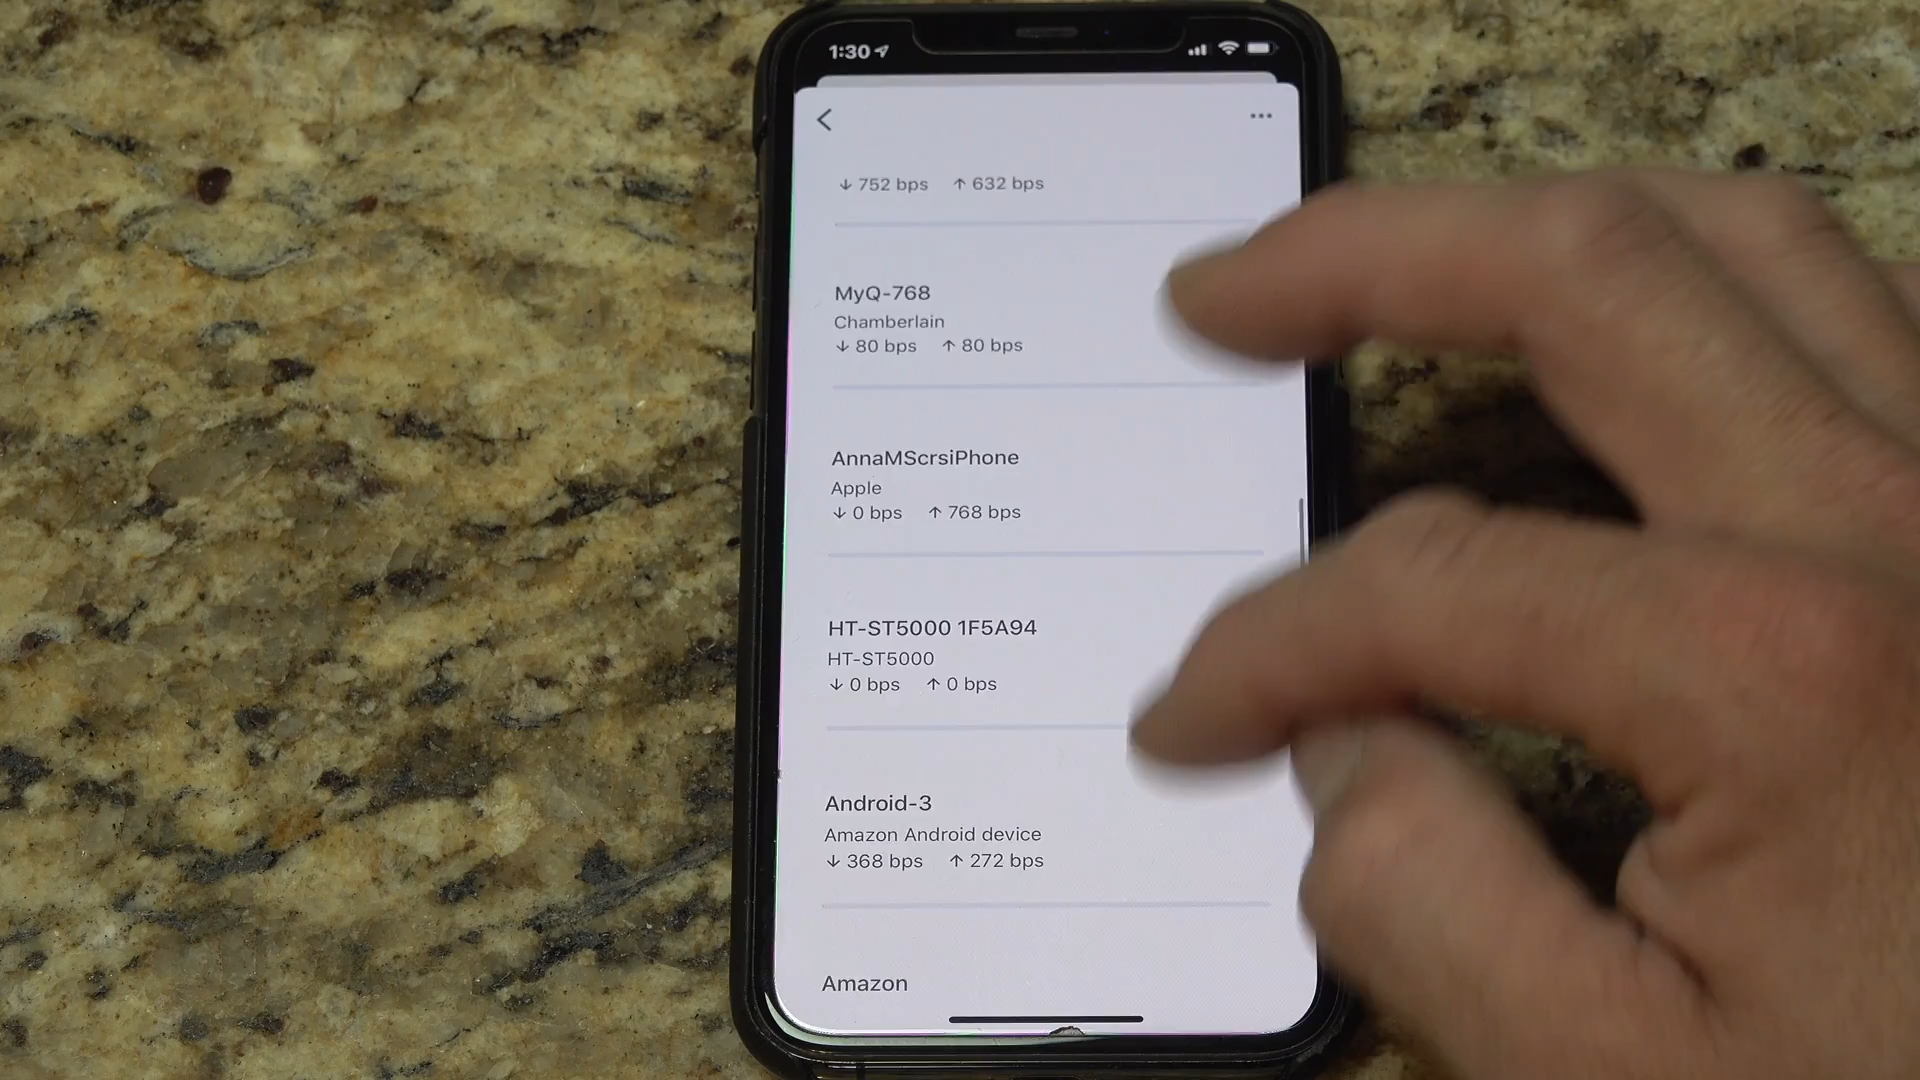 1:30
↓ 752 bps ↑ 632 bps
MyQ-768
Chamberlain
↓ 80 bps ↑ 80 bps
AnnaMScrsiPhone
Apple
↓ 0 bps ↑ 768 bps
HT-ST5000 1F5A94
HT-ST5000
↓ 0 bps ↑ 0 bps
Android-3
Amazon Android device
↓ 368 bps ↑ 272 bps
Amazon